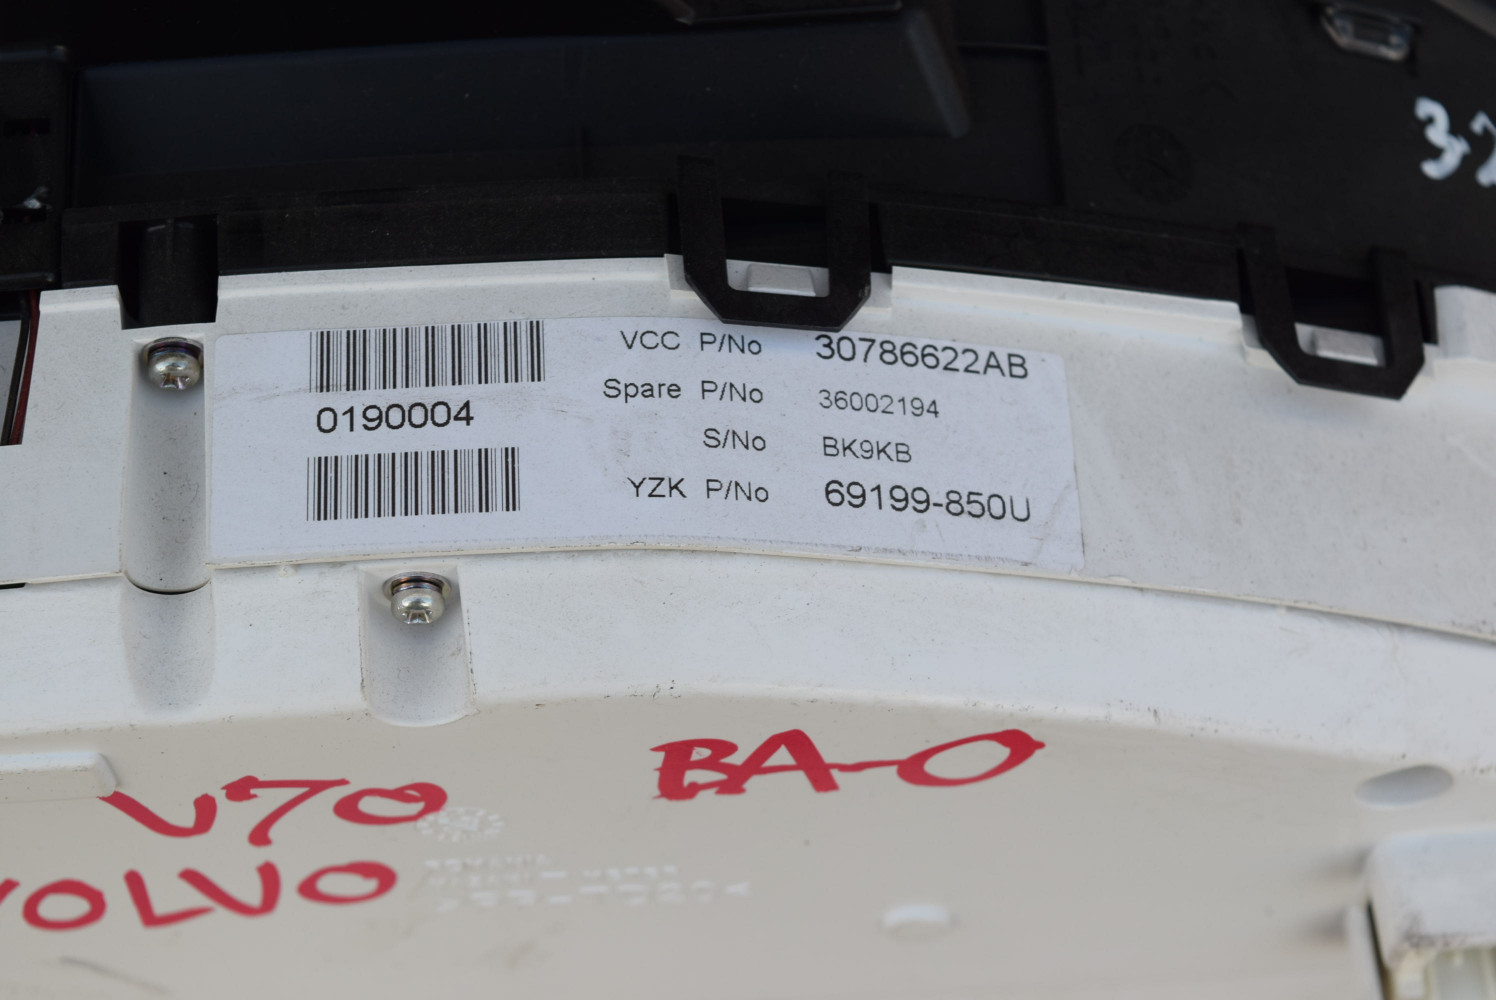 VCC P/No 30786622AB
Spare P/No 36002194
0190004
S/No BK9KB
YZK P/No 69199-850U
V70 BA-O
VOLVO